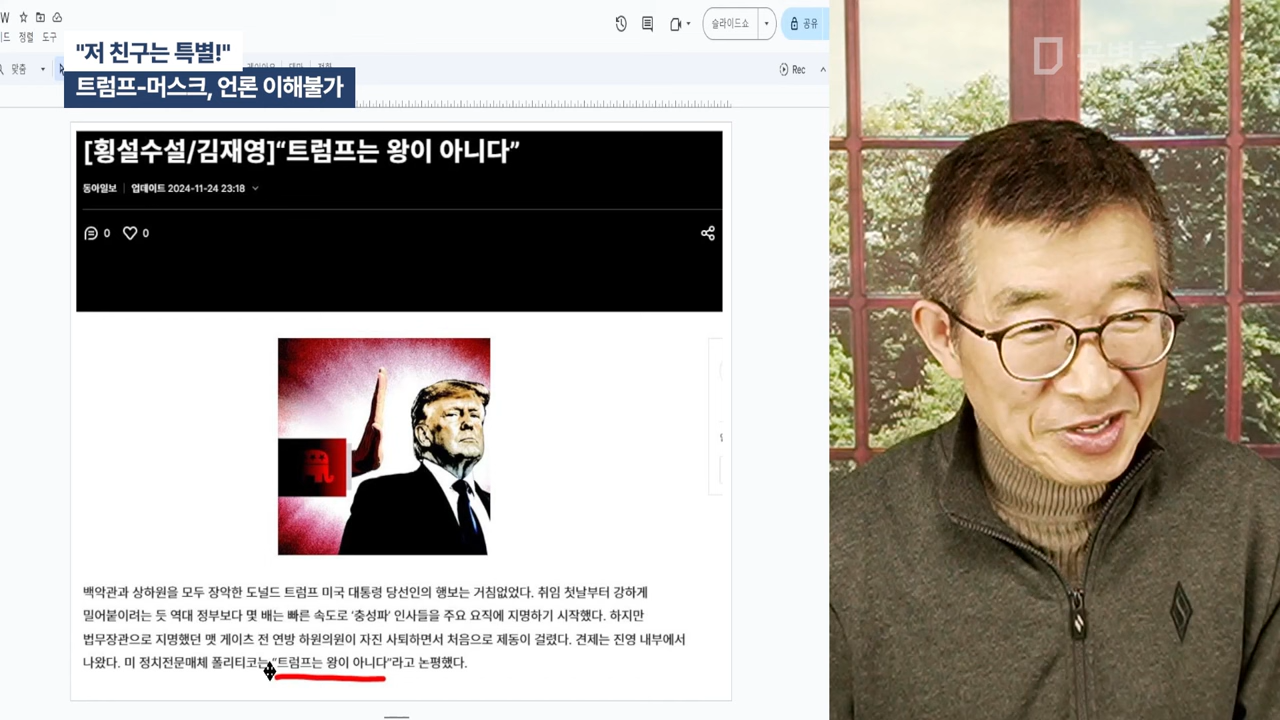 W
드 정렬 도구
슬라이드쇼
공유
"저 친구는 특별!"
맞춤
Rec
트럼프-머스크, 언론 이해불가
[횡설수설/김재영]“트럼프는 왕이 아니다”
동아일보 업데이트 2024-11-24 23:18
0 0
백악관과 상하원을 모두 장악한 도널드 트럼프 미국 대통령 당선인의 행보는 거침없었다. 취임 첫날부터 강하게
밀어붙이려는 듯 역대 정부보다 몇 배는 빠른 속도로 ‘충성파’ 인사들을 주요 요직에 지명하기 시작했다. 하지만
법무장관으로 지명했던 맷 게이츠 전 연방 하원의원이 자진 사퇴하면서 처음으로 제동이 걸렸다. 견제는 진영 내부에서
나왔다. 미 정치전문매체 폴리티코는 “트럼프는 왕이 아니다”라고 논평했다.